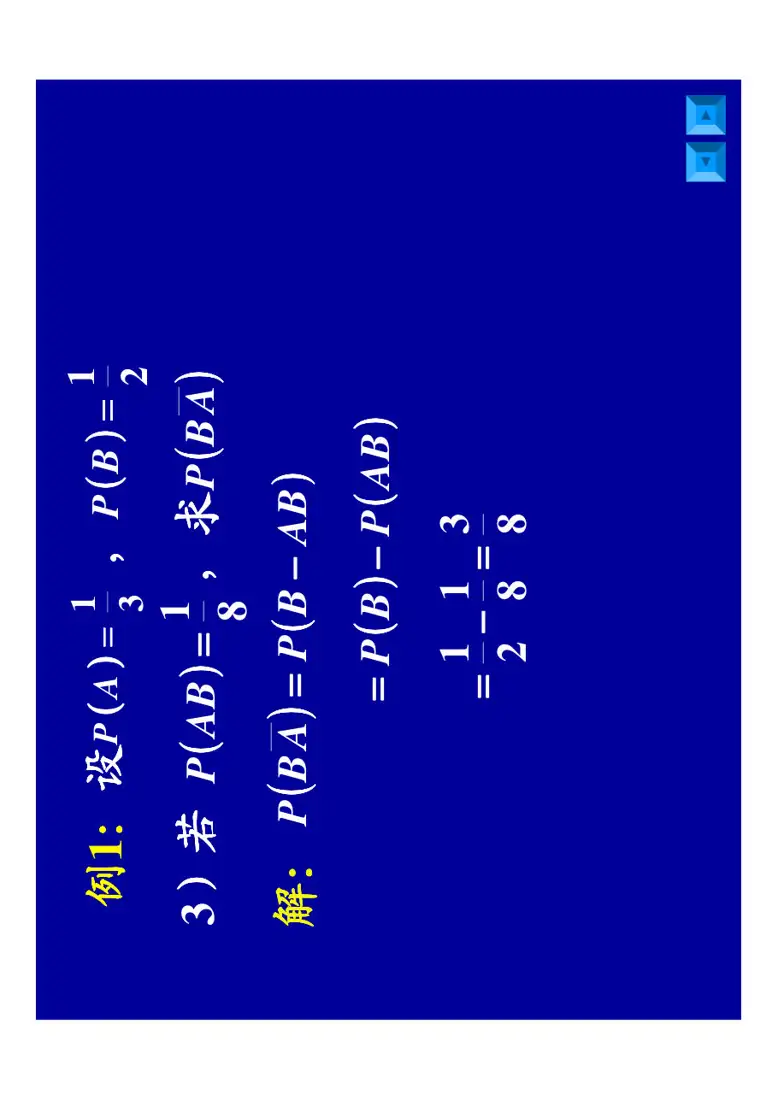 例1： 设P(A)=1/3， P(B)=1/2
3）若 P(AB)=1/8， 求P(BA̅)
解： P(BA̅)=P(B−AB)
=P(B)−P(AB)
=1/2−1/8=3/8